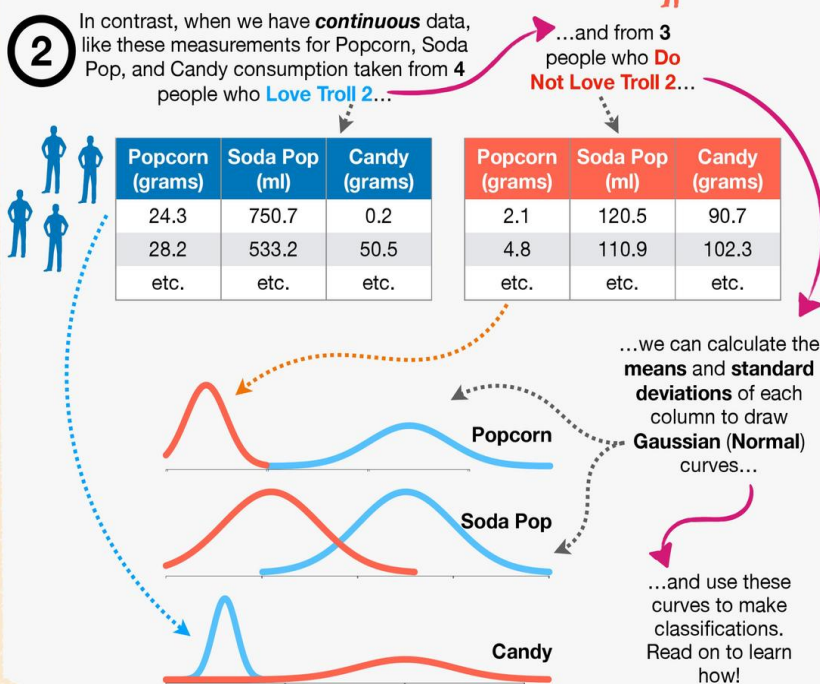 2
In contrast, when we have continuous data,
like these measurements for Popcorn, Soda
Pop, and Candy consumption taken from 4
people who Love Troll 2…
…and from 3
people who Do
Not Love Troll 2…
Popcorn (grams) Soda Pop (ml) Candy (grams)
24.3 750.7 0.2
28.2 533.2 50.5
etc. etc. etc.
Popcorn (grams) Soda Pop (ml) Candy (grams)
2.1 120.5 90.7
4.8 110.9 102.3
etc. etc. etc.
…we can calculate the
means and standard
deviations of each
column to draw
Gaussian (Normal)
curves…
Popcorn
Soda Pop
Candy
…and use these
curves to make
classifications.
Read on to learn
how!